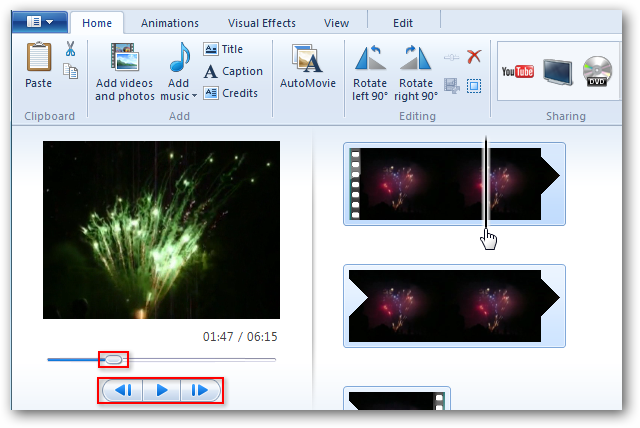 Home
Animations
Visual Effects
View
Edit
Paste
Add videos
and photos
Add
music
Title
Caption
Credits
AutoMovie
Rotate
left 90°
Rotate
right 90°
YouTube
DVD
Clipboard
Add
Editing
Sharing
01:47 / 06:15